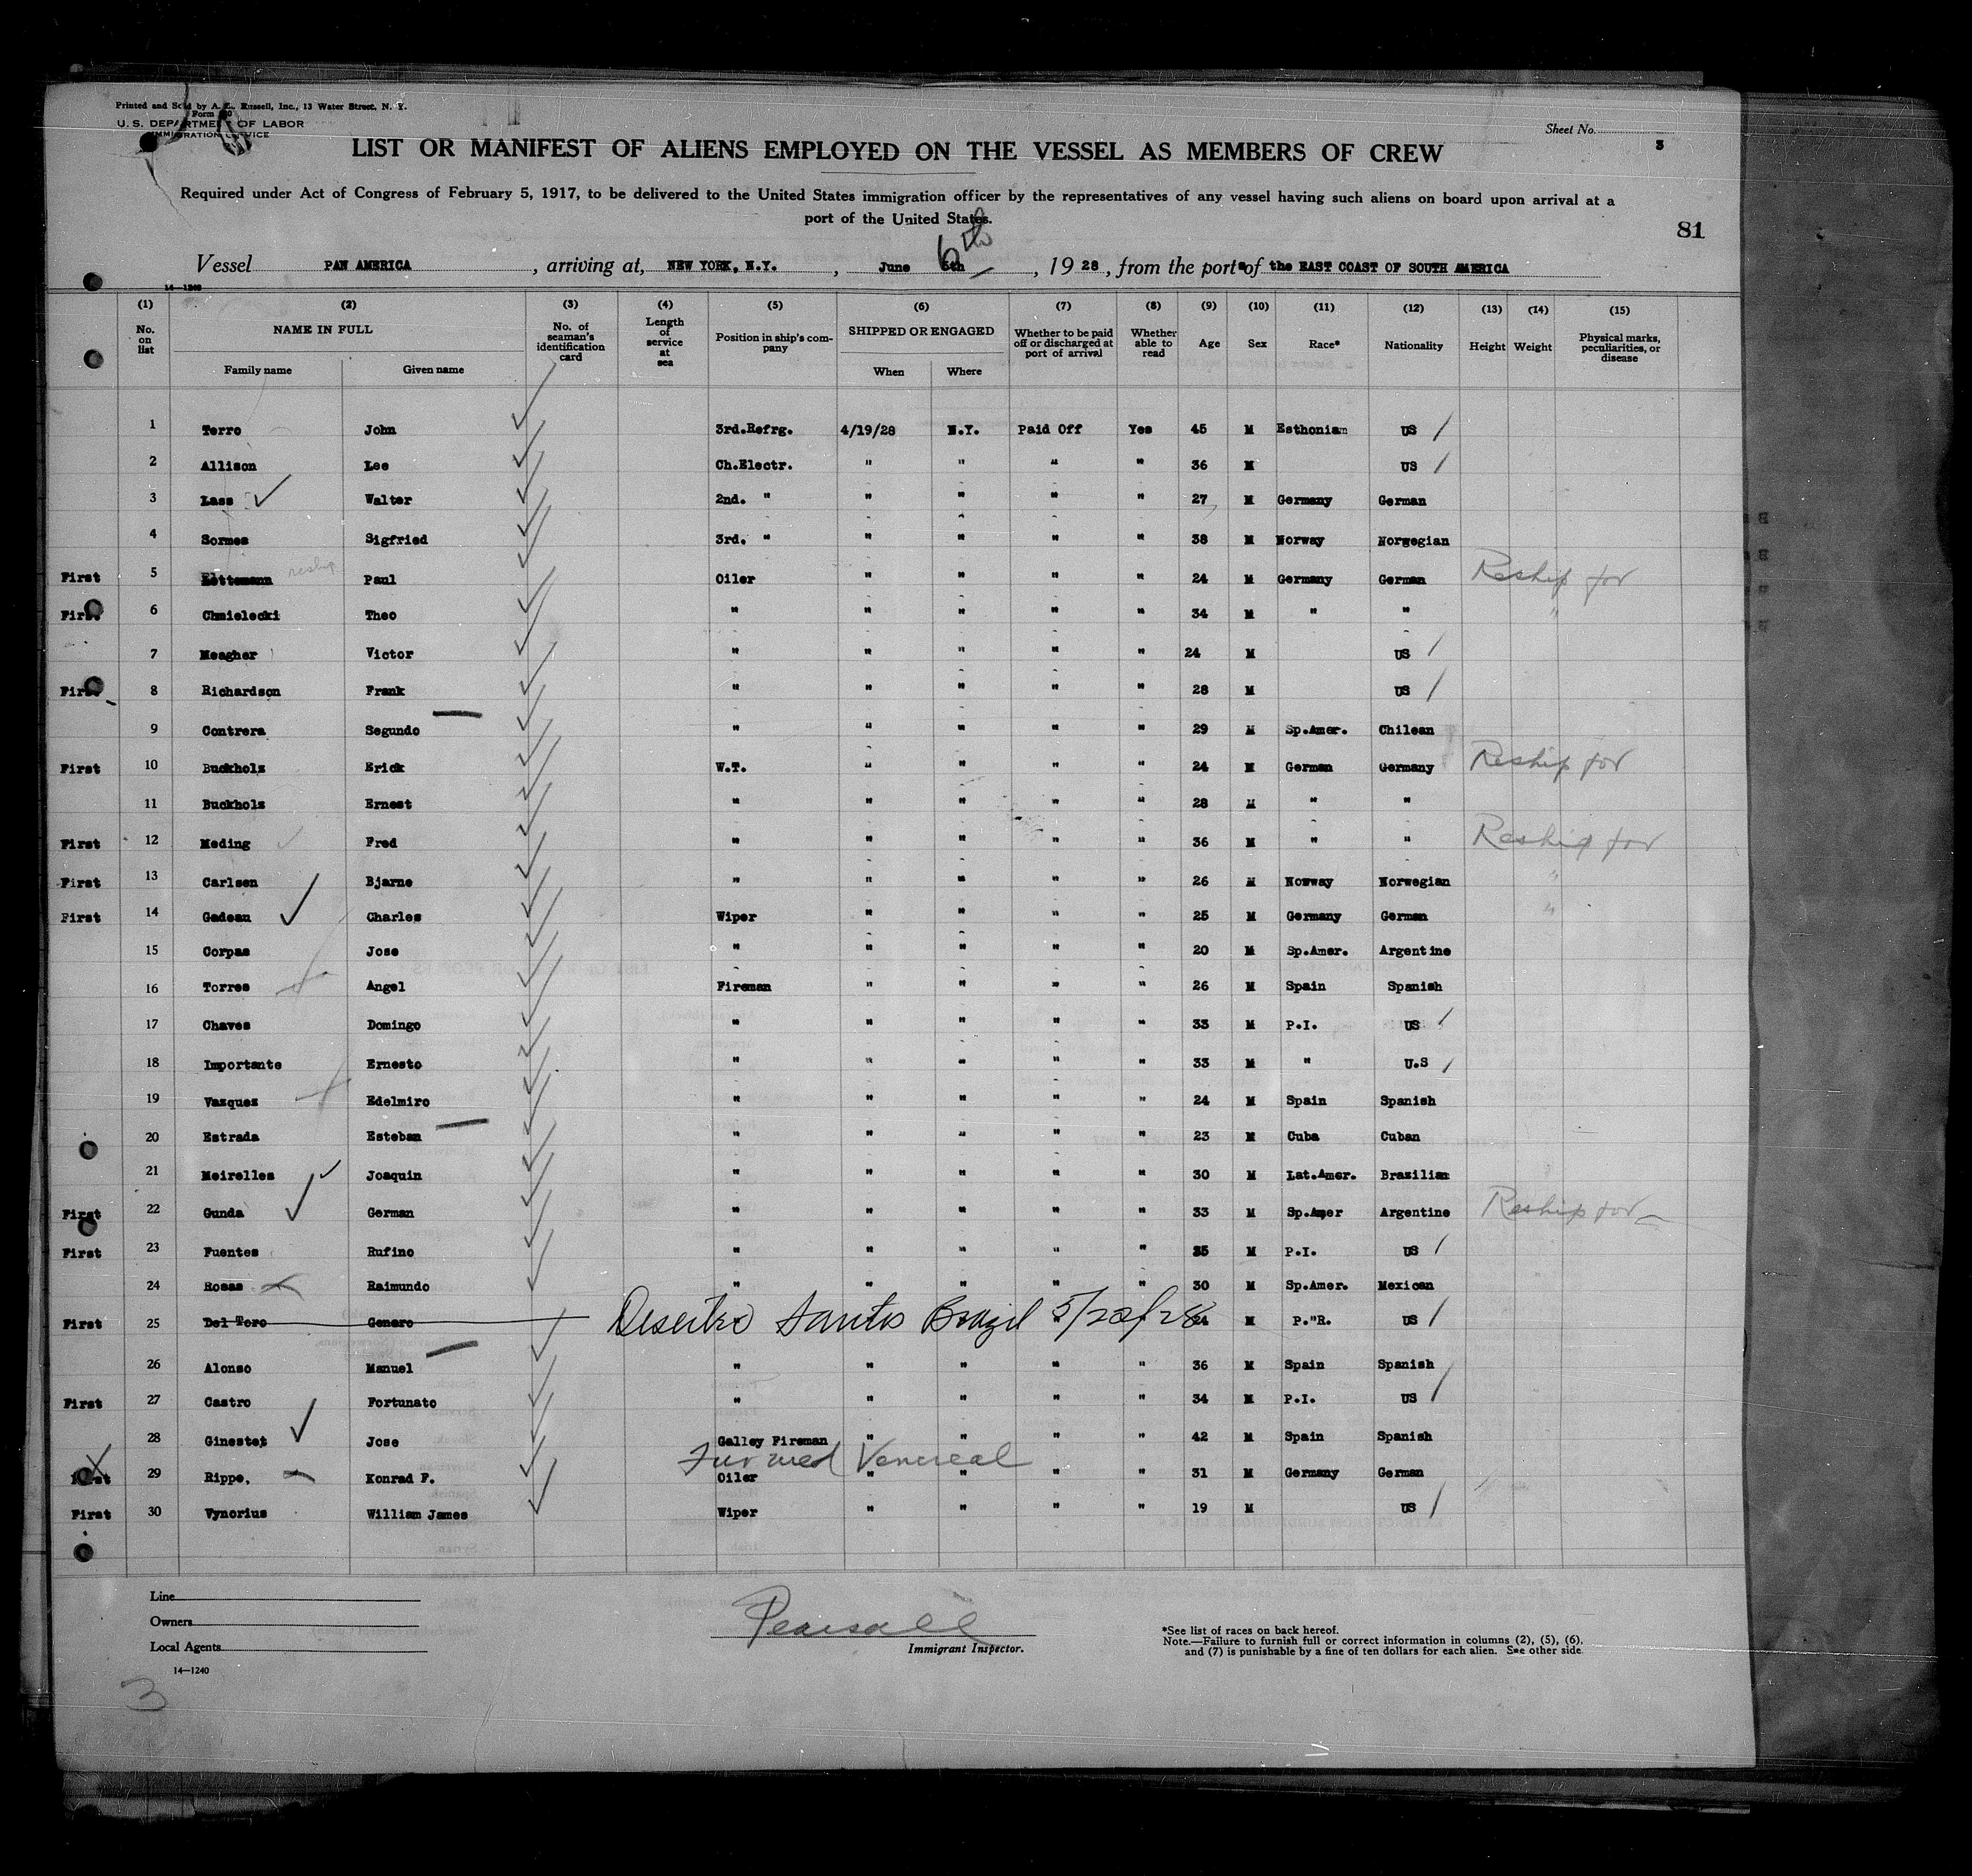 Printed and Sold by A. E. Russell, Inc., 13 Water Street, N. Y.
Form
U. S. DEPARTMENT OF LABOR
IMMIGRATION SERVICE
Sheet No. 3
LIST OR MANIFEST OF ALIENS EMPLOYED ON THE VESSEL AS MEMBERS OF CREW
Required under Act of Congress of February 5, 1917, to be delivered to the United States immigration officer by the representatives of any vessel having such aliens on board upon arrival at a
port of the United States.
81
6th
Vessel PAN AMERICA, arriving at, NEW YORK, N.Y., June 5th, 1928, from the port s of the EAST COAST OF SOUTH AMERICA
14—1240
(1) (2) (3) (4) (5) (6) (7) (8) (9) (10) (11) (12) (13) (14) (15)
No. on list NAME IN FULL No. of seaman's identification card Length of service at sea Position in ship's company SHIPPED OR ENGAGED Whether to be paid off or discharged at port of arrival Whether able to read Age Sex Race* Nationality Height Weight Physical marks, peculiarities, or disease
Family name Given name When Where
1 Terro John 3rd.Refrg. 4/19/28 N.Y. Paid Off Yes 45 M Esthonian US
2 Allison Lee Ch.Electr. " " " " 36 M US
3 Lass Walter 2nd. " " " " " 27 M Germany German
4 Sormes Sigfried 3rd. " " " " " 38 M Norway Norwegian
First 5 reship Paul Oiler " " " " 24 M Germany German Reship for
First 6 Chmielecki Theo " " " " " 34 M " " "
7 Meagher Victor " " " " " 24 M US
First 8 Richardson Frank " " " " " 28 M US
9 Contrera Segundo " " " " " 29 M Sp.Amer. Chilean
First 10 Buckholz Erick W.T. " " " " 24 M German Germany Reship for
11 Buckholz Ernest " " " " " 28 M " "
First 12 Meding Fred " " " " " 36 M " " Reship for
First 13 Carlsen Bjarne " " " " " 26 M Norway Norwegian "
First 14 Gadeau Charles Wiper " " " " 25 M Germany German "
15 Corpas Jose " " " " " 20 M Sp.Amer. Argentine
16 Torres Angel Fireman " " " " 26 M Spain Spanish
17 Chaves Domingo " " " " " 33 M P.I. US
18 Importante Ernesto " " " " " 33 M " U.S
19 Vazquez Edelmiro " " " " " 24 M Spain Spanish
20 Estrada Esteban " " " " " 23 M Cuba Cuban
21 Meirelles Joaquin " " " " " 30 M Lat.Amer. Brazilian
First 22 Gunda German " " " " " 33 M Sp.Amer Argentine Reship for
First 23 Fuentes Rufino " " " " " 35 M P.I. US
24 Rosas Raimundo " " " " " 30 M Sp.Amer. Mexican
First 25 Del Toro Genaro Deserted Santos Brazil 5/22/28 24 M P."R. US
26 Alonso Manuel " " " " " 36 M Spain Spanish
First 27 Castro Fortunato " " " " " 34 M P.I. US
28 Ginestet Jose Galley Fireman " " " " 42 M Spain Spanish
Venereal
First 29 Rippe, Konrad F. Oiler " " " " 31 M Germany German
First 30 Vynorius William James Wiper " " " " 19 M US
Line
Owners
Local Agents
14—1240
3
Pearsall
Immigrant Inspector.
*See list of races on back hereof.
Note.—Failure to furnish full or correct information in columns (2), (5), (6),
and (7) is punishable by a fine of ten dollars for each alien. See other side.